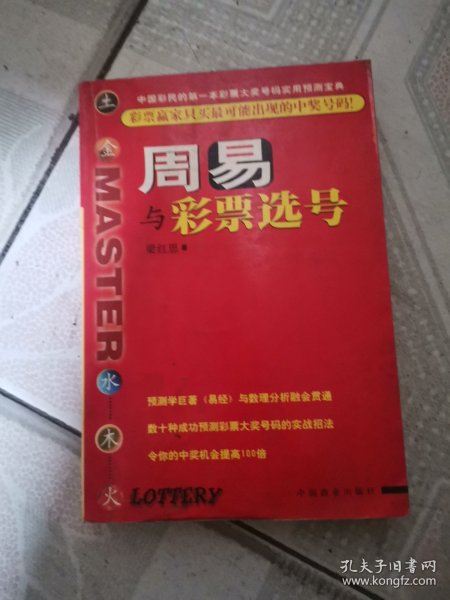 中国彩民的第一本彩票大奖号码实用预测宝典
彩票赢家只买最可能出现的中奖号码！
周易
与彩票选号
梁红恩
土
金
MASTER
水
木
火
预测学巨著《易经》与数理分析融会贯通
数十种成功预测彩票大奖号码的实战招法
令你的中奖机会提高100倍
LOTTERY
孔夫子旧书网
www.kongfz.com